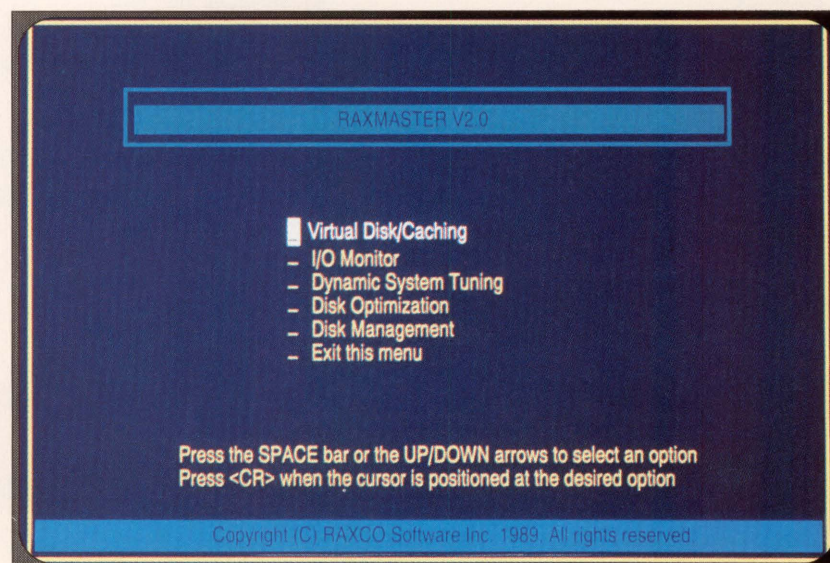 RAXMASTER V2.0
Virtual Disk/Caching
_ I/O Monitor
_ Dynamic System Tuning
_ Disk Optimization
_ Disk Management
_ Exit this menu
Press the SPACE bar or the UP/DOWN arrows to select an option
Press <CR> when the cursor is positioned at the desired option
Copyright (C) RAXCO Software Inc. 1989. All rights reserved.